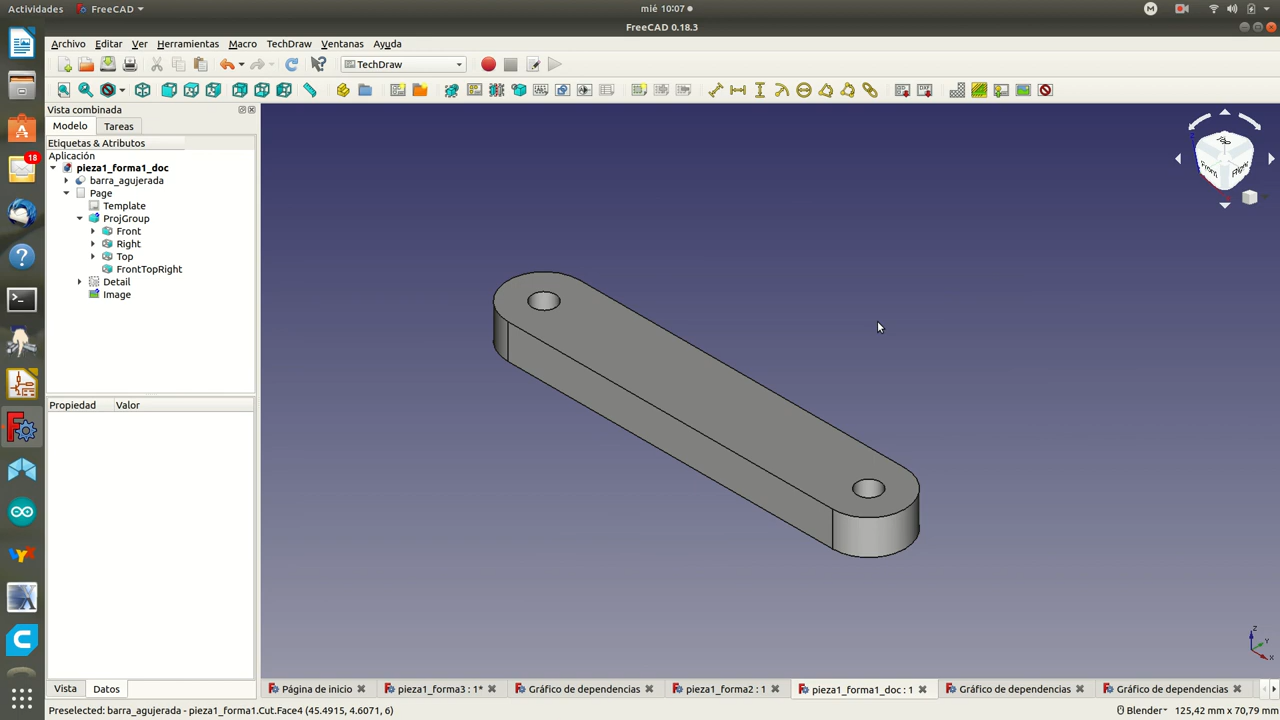 Actividades
FreeCAD
mié 10:07
M
FreeCAD 0.18.3
Archivo Editar Ver Herramientas Macro TechDraw Ventanas Ayuda
TechDraw
Vista combinada
Modelo Tareas
Etiquetas & Atributos
Aplicación
pieza1_forma1_doc
barra_agujerada
Page
Template
ProjGroup
Front
Right
Top
FrontTopRight
Detail
Image
18
Propiedad Valor
Z
Y
X
Vista Datos
Página de inicio pieza1_forma3 : 1* Gráfico de dependencias pieza1_forma2 : 1 pieza1_forma1_doc : 1 Gráfico de dependencias Gráfico de dependencias
Preselected: barra_agujerada - pieza1_forma1.Cut.Face4 (45.4915, 4.6071, 6)
Blender 125,42 mm x 70,79 mm